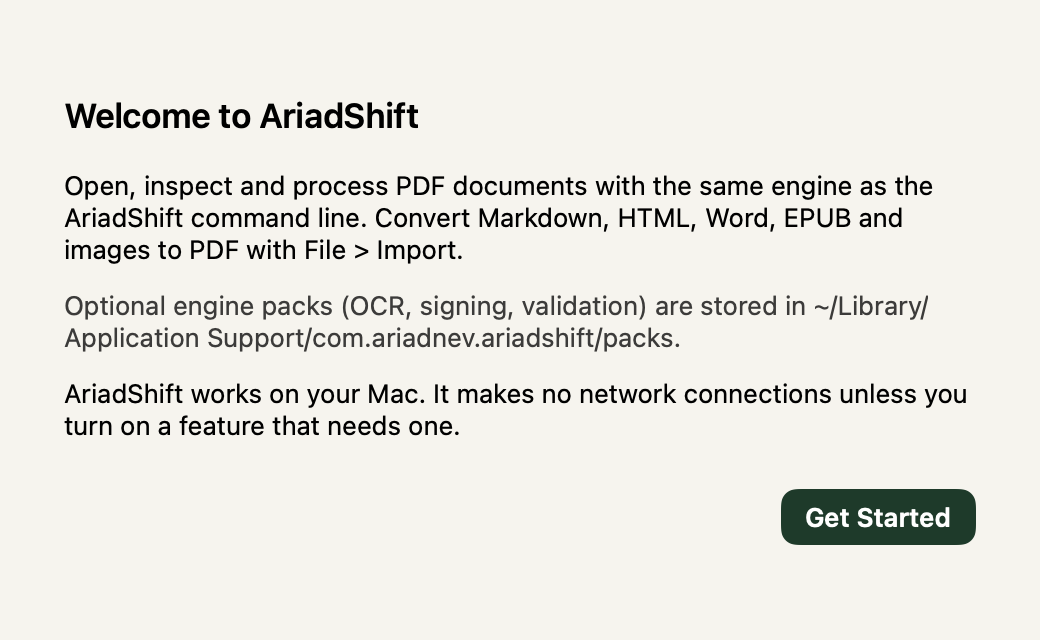 Welcome to AriadShift
Open, inspect and process PDF documents with the same engine as the
AriadShift command line. Convert Markdown, HTML, Word, EPUB and
images to PDF with File > Import.
Optional engine packs (OCR, signing, validation) are stored in ~/Library/
Application Support/com.ariadnev.ariadshift/packs.
AriadShift works on your Mac. It makes no network connections unless you
turn on a feature that needs one.
Get Started